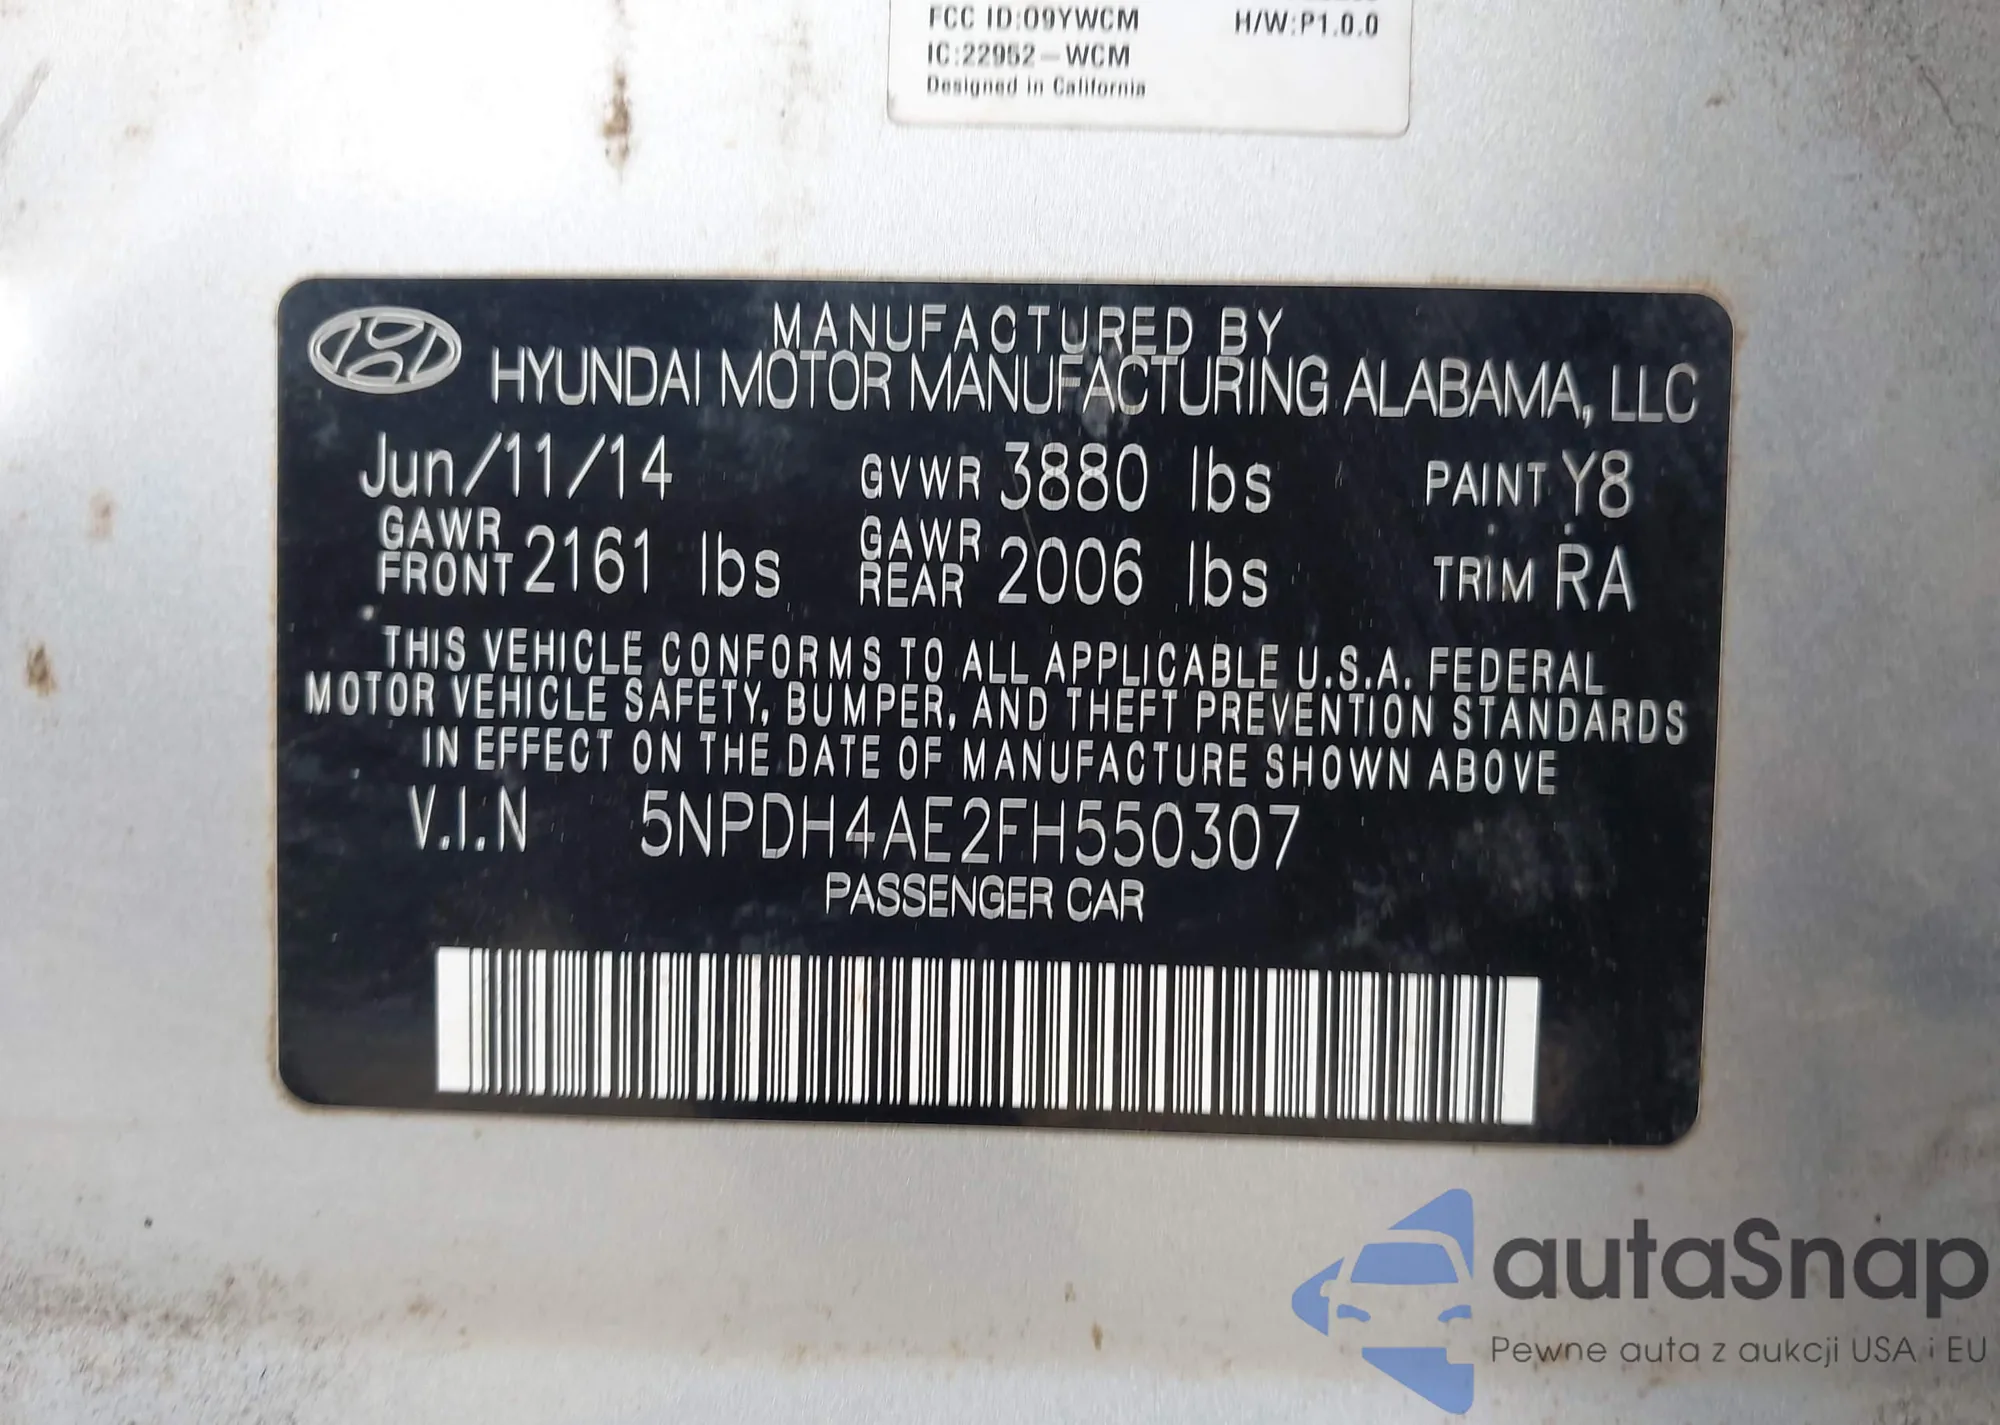 FCC ID:O9YWCM H/W:P1.0.0
IC:22952-WCM
Designed in California
MANUFACTURED BY
HYUNDAI MOTOR MANUFACTURING ALABAMA, LLC
Jun/11/14 GVWR 3880 lbs PAINT Y8
GAWR FRONT 2161 lbs GAWR REAR 2006 lbs TRIM RA
THIS VEHICLE CONFORMS TO ALL APPLICABLE U.S.A. FEDERAL
MOTOR VEHICLE SAFETY, BUMPER, AND THEFT PREVENTION STANDARDS
IN EFFECT ON THE DATE OF MANUFACTURE SHOWN ABOVE
V.I.N 5NPDH4AE2FH550307
PASSENGER CAR
autaSnap
Pewne auta z aukcji USA i EU